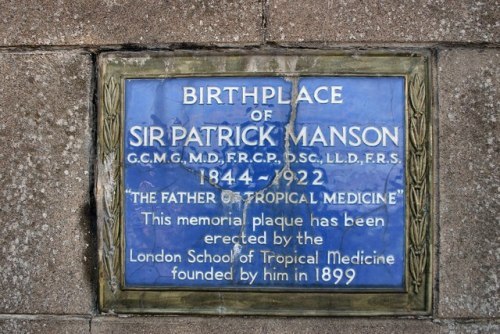 BIRTHPLACE
OF
SIR PATRICK MANSON
G.C.M.G., M.D., F.R.C.P., D.SC., LL.D., F.R.S.
1844~1922
"THE FATHER OF TROPICAL MEDICINE"
This memorial plaque has been
erected by the
London School of Tropical Medicine
founded by him in 1899